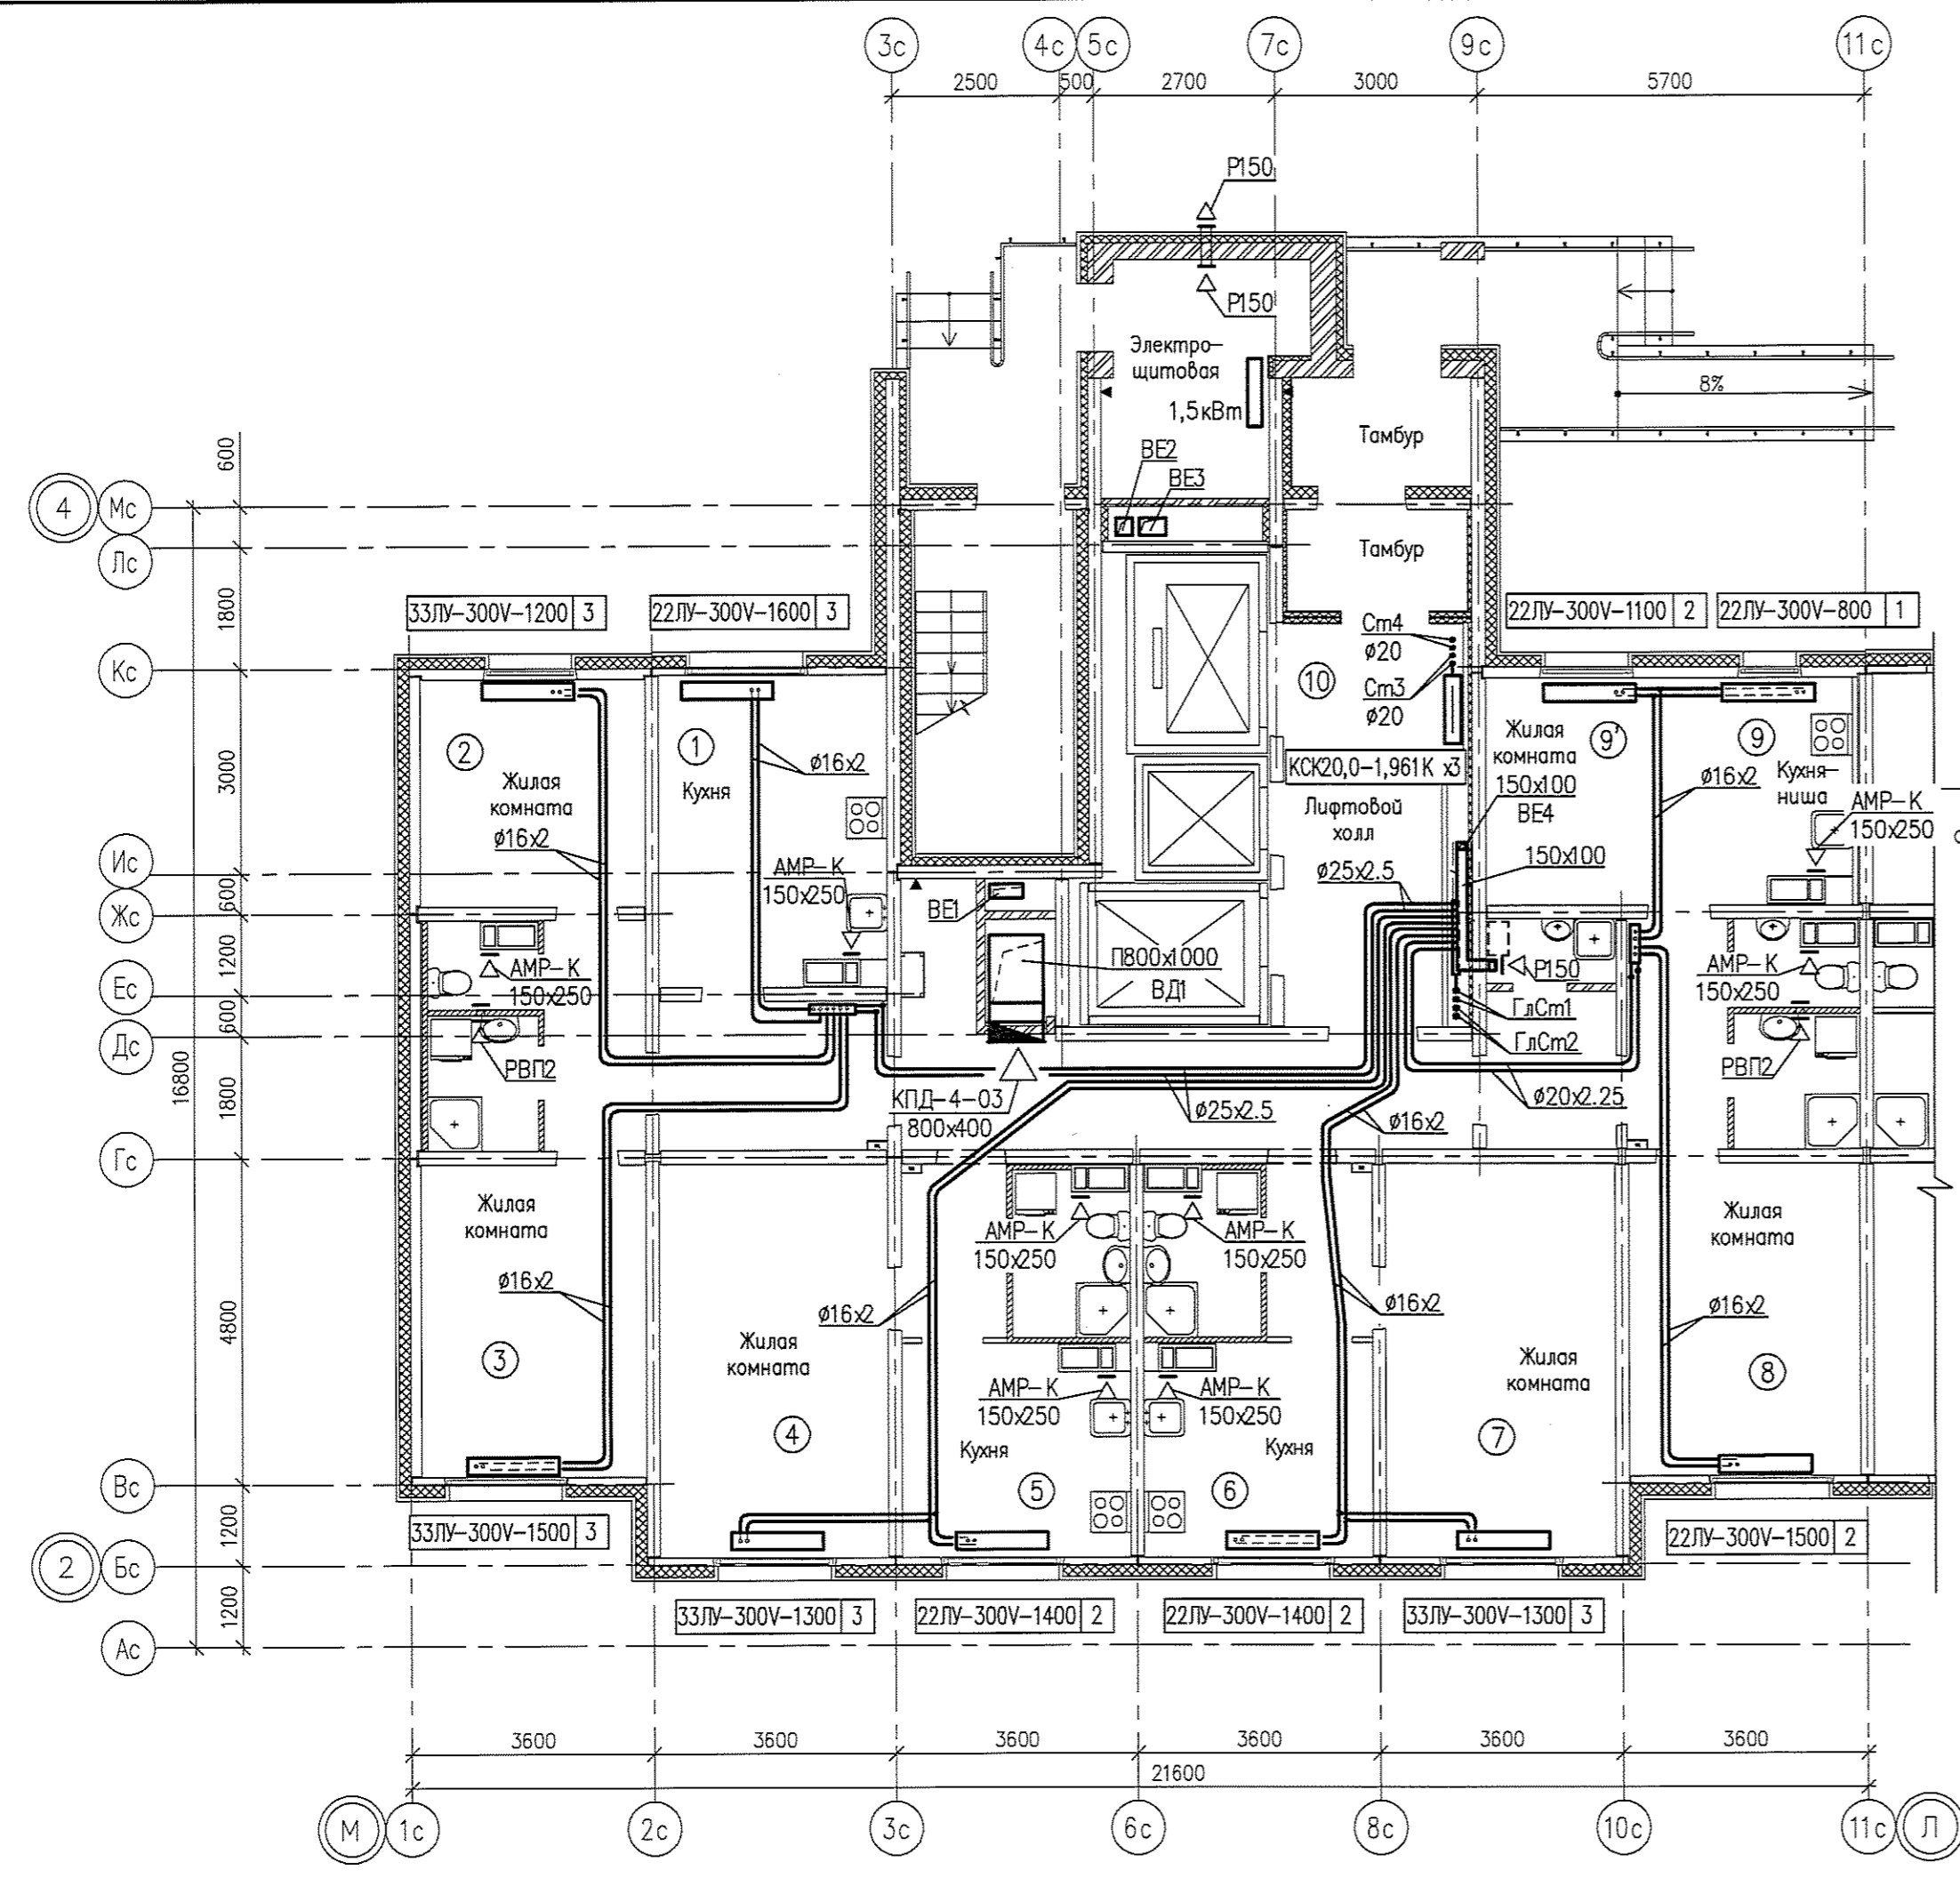 3с 4с 5с 7с 9с 11с
2500 500 2700 3000 5700
Р150
Р150
Электро-
щитовая
1,5кВт
8%
Тамбур
ВЕ2
ВЕ3
600
4 Мс
Тамбур
Лс
1800
33ЛУ-300V-1200 3
22ЛУ-300V-1600 3
22ЛУ-300V-1100 2
22ЛУ-300V-800 1
Ст4
ø20
Кс
10
Ст3
ø20
2
1
Жилая
комната
9'
9
3000
Жилая
комната
ø16х2
Кухня
ø16х2
КСК20,0-1,961К х3
ø16х2
Кухня-
ниша
150х100
ВЕ4
АМР-К
150х250
Лифтовой
холл
ø16х2
Ис
150х100
АМР-К
150х250
ø25х2.5
600
Жс
ВЕ1
1200
П800х1000
ВД1
АМР-К
150х250
Р150
АМР-К
150х250
Ес
ГлСт1
600
ГлСт2
Дс
РВП2
РВП2
16800
1800
КПД-4-03
800х400
ø25х2.5
ø16х2
ø20х2.25
Гс
Жилая
комната
Жилая
комната
АМР-К
150х250
АМР-К
150х250
4800
ø16х2
ø16х2
ø16х2
ø16х2
Жилая
комната
Жилая
комната
3
8
АМР-К
150х250
АМР-К
150х250
4
Кухня
Кухня
7
Вс
5
6
1200
33ЛУ-300V-1500 3
22ЛУ-300V-1500 2
2 Бс
1200
33ЛУ-300V-1300 3
22ЛУ-300V-1400 2
22ЛУ-300V-1400 2
33ЛУ-300V-1300 3
Ас
3600 3600 3600 3600 3600 3600
21600
М 1с 2с 3с 6с 8с 10с 11с Л